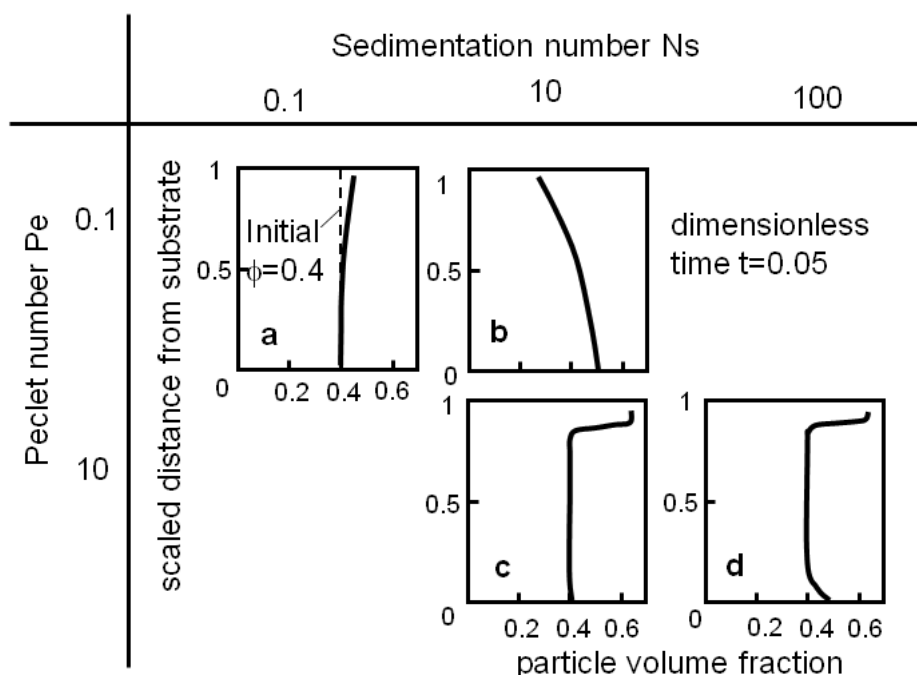 Sedimentation number Ns
0.1 10 100
Peclet number Pe
scaled distance from substrate
0.1
1
Initial
ϕ=0.4
0.5
a
0
0.2 0.4 0.6
1
0.5
b
0
dimensionless
time t=0.05
10
1
0.5
c
0
0.2 0.4 0.6
1
0.5
d
0
0.2 0.4 0.6
particle volume fraction